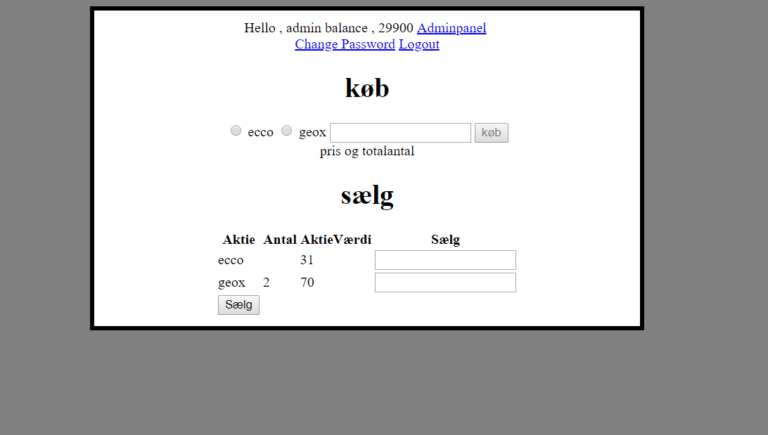 Hello , admin balance , 29900 Adminpanel
Change Password Logout
køb
ecco geox køb
pris og totalantal
sælg
Aktie Antal AktieVærdi Sælg
ecco 31
geox 2 70
Sælg